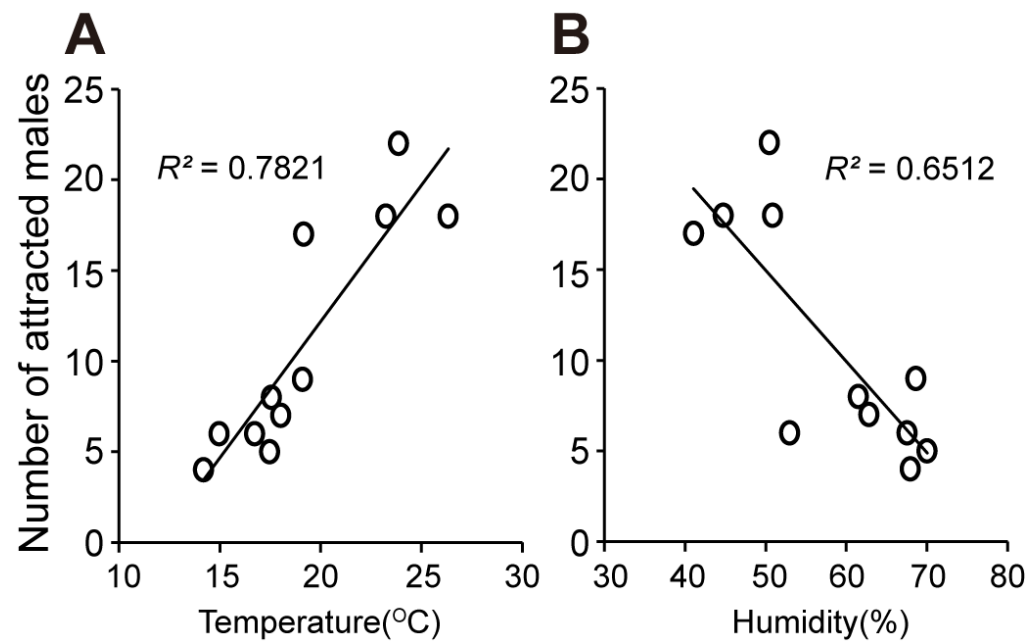 A
B
Number of attracted males
25
20
15
10
5
0
R² = 0.7821
10 15 20 25 30
Temperature(°C)
25
20
15
10
5
0
R² = 0.6512
30 40 50 60 70 80
Humidity(%)